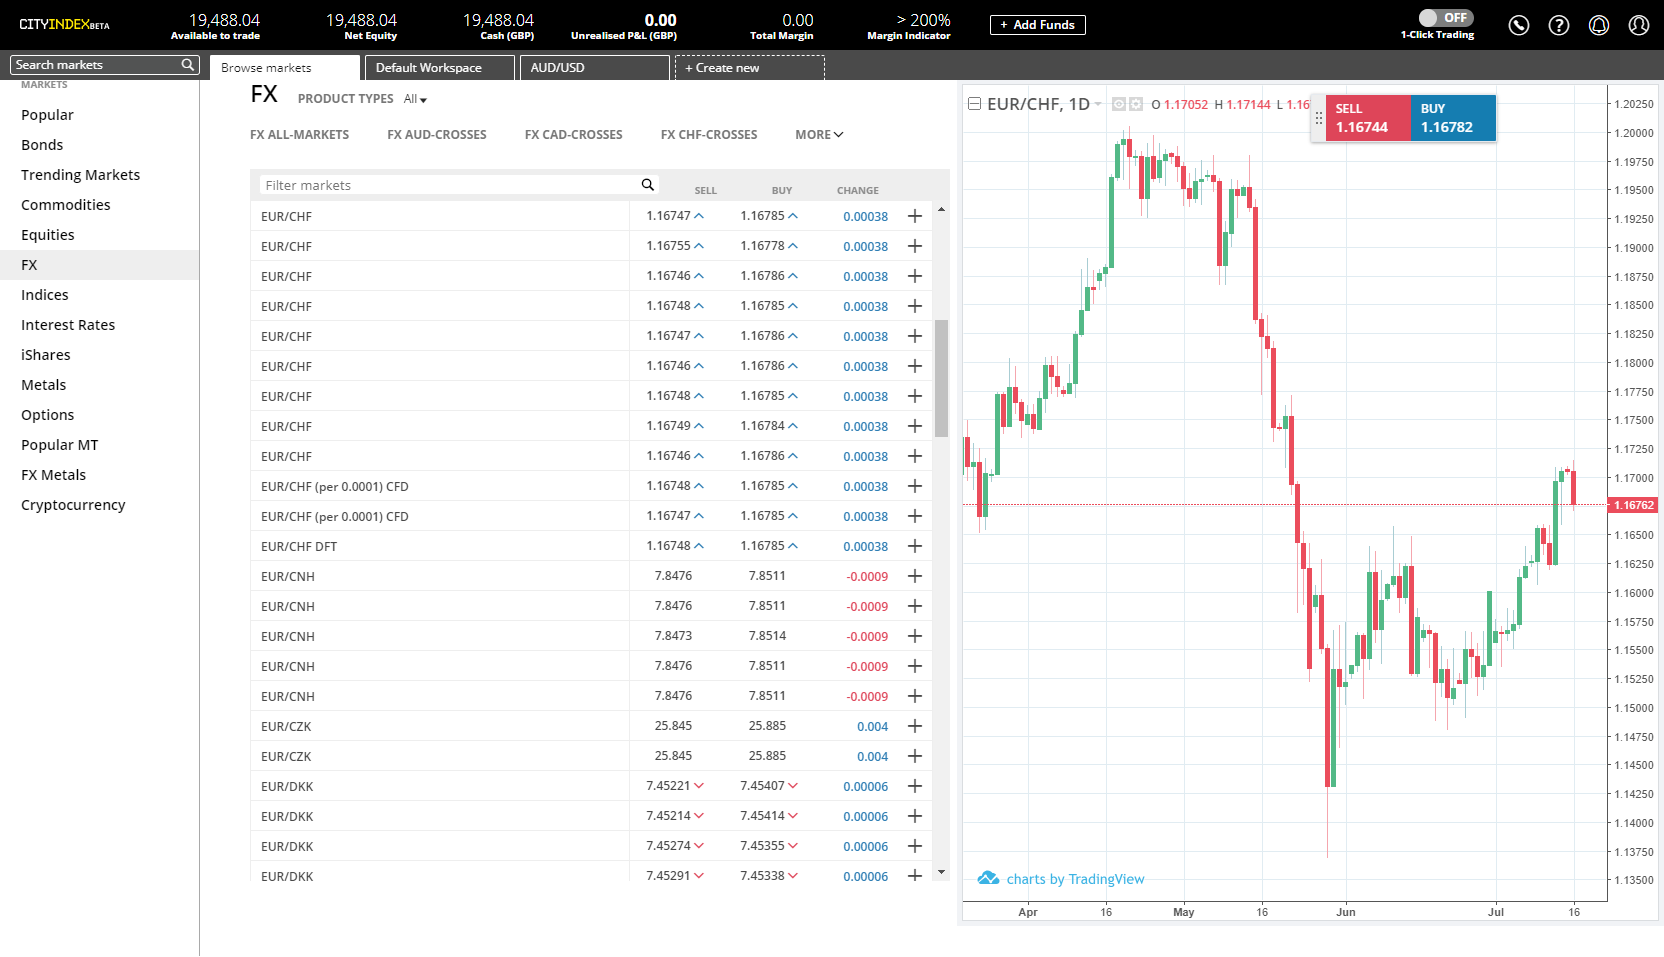 CITYINDEXBETA
19,488.04
Available to trade
19,488.04
Net Equity
19,488.04
Cash (GBP)
0.00
Unrealised P&L (GBP)
0.00
Total Margin
> 200%
Margin Indicator
+ Add Funds
OFF
1-Click Trading
Search markets
Browse markets
Default Workspace
AUD/USD
+ Create new
MARKETS
Popular
Bonds
Trending Markets
Commodities
Equities
FX
Indices
Interest Rates
iShares
Metals
Options
Popular MT
FX Metals
Cryptocurrency
FX PRODUCT TYPES All
FX ALL-MARKETS FX AUD-CROSSES FX CAD-CROSSES FX CHF-CROSSES MORE
Filter markets SELL BUY CHANGE
EUR/CHF 1.16747 1.16785 0.00038 +
EUR/CHF 1.16755 1.16778 0.00038 +
EUR/CHF 1.16746 1.16786 0.00038 +
EUR/CHF 1.16748 1.16785 0.00038 +
EUR/CHF 1.16747 1.16786 0.00038 +
EUR/CHF 1.16746 1.16786 0.00038 +
EUR/CHF 1.16748 1.16785 0.00038 +
EUR/CHF 1.16749 1.16784 0.00038 +
EUR/CHF 1.16746 1.16786 0.00038 +
EUR/CHF (per 0.0001) CFD 1.16748 1.16785 0.00038 +
EUR/CHF (per 0.0001) CFD 1.16747 1.16785 0.00038 +
EUR/CHF DFT 1.16748 1.16785 0.00038 +
EUR/CNH 7.8476 7.8511 -0.0009 +
EUR/CNH 7.8476 7.8511 -0.0009 +
EUR/CNH 7.8473 7.8514 -0.0009 +
EUR/CNH 7.8476 7.8511 -0.0009 +
EUR/CNH 7.8476 7.8511 -0.0009 +
EUR/CZK 25.845 25.885 0.004 +
EUR/CZK 25.845 25.885 0.004 +
EUR/DKK 7.45221 7.45407 0.00006 +
EUR/DKK 7.45214 7.45414 0.00006 +
EUR/DKK 7.45274 7.45355 0.00006 +
EUR/DKK 7.45291 7.45338 0.00006 +
EUR/CHF, 1D O 1.17052 H 1.17144 L 1.16
SELL
1.16744
BUY
1.16782
1.20250
1.20000
1.19750
1.19500
1.19250
1.19000
1.18750
1.18500
1.18250
1.18000
1.17750
1.17500
1.17250
1.17000
1.16762
1.16500
1.16250
1.16000
1.15750
1.15500
1.15250
1.15000
1.14750
1.14500
1.14250
1.14000
1.13750
1.13500
charts by TradingView
Apr 16 May 16 Jun Jul 16